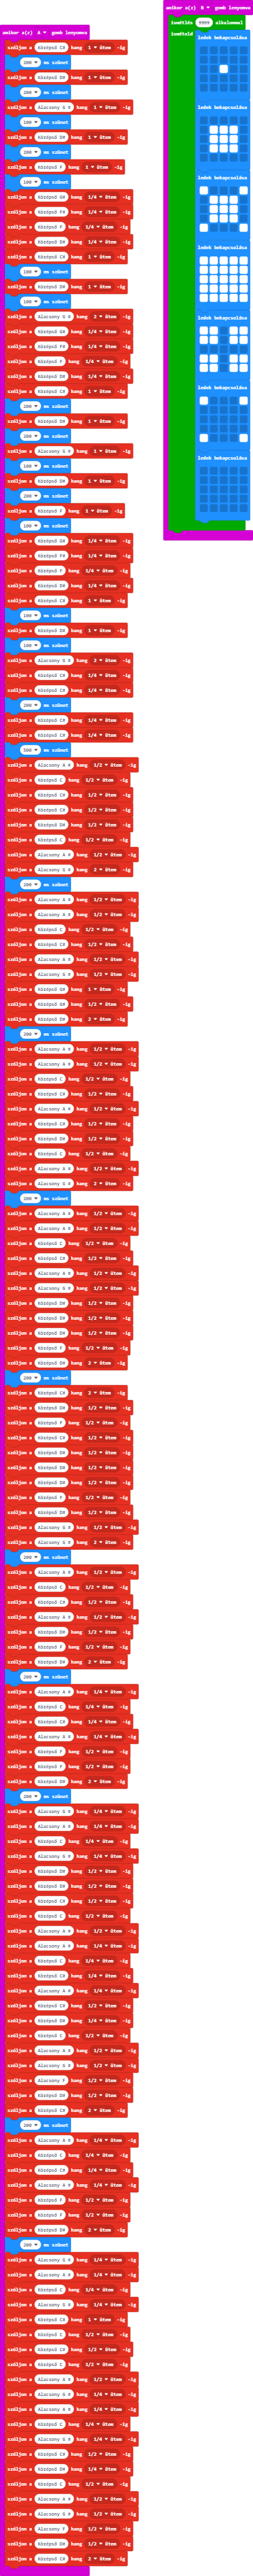 amikor a(z) A gomb lenyomva
szóljon a Középső C# hang 1 ütem -ig
200 ms szünet
szóljon a Középső D# hang 1 ütem -ig
200 ms szünet
szóljon a Alacsony G # hang 1 ütem -ig
100 ms szünet
szóljon a Középső D# hang 1 ütem -ig
200 ms szünet
szóljon a Középső F hang 1 ütem -ig
100 ms szünet
szóljon a Középső G# hang 1/4 ütem -ig
szóljon a Középső F# hang 1/4 ütem -ig
szóljon a Középső F hang 1/4 ütem -ig
szóljon a Középső D# hang 1/4 ütem -ig
szóljon a Középső C# hang 1 ütem -ig
100 ms szünet
szóljon a Középső D# hang 1 ütem -ig
100 ms szünet
szóljon a Alacsony G # hang 2 ütem -ig
szóljon a Középső G# hang 1/4 ütem -ig
szóljon a Középső F# hang 1/4 ütem -ig
szóljon a Középső F hang 1/4 ütem -ig
szóljon a Középső D# hang 1/4 ütem -ig
szóljon a Középső C# hang 1 ütem -ig
200 ms szünet
szóljon a Középső D# hang 1 ütem -ig
200 ms szünet
szóljon a Alacsony G # hang 1 ütem -ig
100 ms szünet
szóljon a Középső D# hang 1 ütem -ig
200 ms szünet
szóljon a Középső F hang 1 ütem -ig
100 ms szünet
szóljon a Középső G# hang 1/4 ütem -ig
szóljon a Középső F# hang 1/4 ütem -ig
szóljon a Középső F hang 1/4 ütem -ig
szóljon a Középső D# hang 1/4 ütem -ig
szóljon a Középső C# hang 1 ütem -ig
100 ms szünet
szóljon a Középső D# hang 1 ütem -ig
100 ms szünet
szóljon a Alacsony G # hang 2 ütem -ig
szóljon a Középső C# hang 1/4 ütem -ig
szóljon a Középső C# hang 1/4 ütem -ig
200 ms szünet
szóljon a Középső C# hang 1/4 ütem -ig
szóljon a Középső C# hang 1/4 ütem -ig
500 ms szünet
szóljon a Alacsony A # hang 1/2 ütem -ig
szóljon a Középső C hang 1/2 ütem -ig
szóljon a Középső C# hang 1/2 ütem -ig
szóljon a Középső C# hang 1/2 ütem -ig
szóljon a Középső D# hang 1/2 ütem -ig
szóljon a Középső C hang 1/2 ütem -ig
szóljon a Alacsony A # hang 1/2 ütem -ig
szóljon a Alacsony G # hang 2 ütem -ig
200 ms szünet
szóljon a Alacsony A # hang 1/2 ütem -ig
szóljon a Alacsony A # hang 1/2 ütem -ig
szóljon a Középső C hang 1/2 ütem -ig
szóljon a Középső C# hang 1/2 ütem -ig
szóljon a Alacsony A # hang 1/2 ütem -ig
szóljon a Alacsony G # hang 1/2 ütem -ig
szóljon a Középső G# hang 1 ütem -ig
szóljon a Középső G# hang 1/2 ütem -ig
szóljon a Középső D# hang 2 ütem -ig
200 ms szünet
szóljon a Alacsony A # hang 1/2 ütem -ig
szóljon a Alacsony A # hang 1/2 ütem -ig
szóljon a Középső C hang 1/2 ütem -ig
szóljon a Középső C# hang 1/2 ütem -ig
szóljon a Alacsony A # hang 1/2 ütem -ig
szóljon a Középső C# hang 1/2 ütem -ig
szóljon a Középső D# hang 1/2 ütem -ig
szóljon a Középső C hang 1/2 ütem -ig
szóljon a Alacsony A # hang 1/2 ütem -ig
szóljon a Alacsony G # hang 2 ütem -ig
200 ms szünet
szóljon a Alacsony A # hang 1/2 ütem -ig
szóljon a Alacsony A # hang 1/2 ütem -ig
szóljon a Középső C hang 1/2 ütem -ig
szóljon a Középső C# hang 1/2 ütem -ig
szóljon a Alacsony A # hang 1/2 ütem -ig
szóljon a Alacsony G # hang 1/2 ütem -ig
szóljon a Középső D# hang 1/2 ütem -ig
szóljon a Középső D# hang 1/2 ütem -ig
szóljon a Középső D# hang 1/2 ütem -ig
szóljon a Középső F hang 1/2 ütem -ig
szóljon a Középső D# hang 2 ütem -ig
200 ms szünet
szóljon a Középső C# hang 2 ütem -ig
szóljon a Középső D# hang 1/2 ütem -ig
szóljon a Középső F hang 1/2 ütem -ig
szóljon a Középső C# hang 1/2 ütem -ig
szóljon a Középső D# hang 1/2 ütem -ig
szóljon a Középső D# hang 1/2 ütem -ig
szóljon a Középső D# hang 1/2 ütem -ig
szóljon a Középső F hang 1/2 ütem -ig
szóljon a Középső D# hang 1/2 ütem -ig
szóljon a Alacsony G # hang 1/2 ütem -ig
szóljon a Alacsony G # hang 2 ütem -ig
200 ms szünet
szóljon a Alacsony A # hang 1/2 ütem -ig
szóljon a Középső C hang 1/2 ütem -ig
szóljon a Középső C# hang 1/2 ütem -ig
szóljon a Alacsony A # hang 1/2 ütem -ig
szóljon a Középső D# hang 1/2 ütem -ig
szóljon a Középső F hang 1/2 ütem -ig
szóljon a Középső D# hang 2 ütem -ig
200 ms szünet
szóljon a Alacsony A # hang 1/4 ütem -ig
szóljon a Középső C hang 1/4 ütem -ig
szóljon a Középső C# hang 1/4 ütem -ig
szóljon a Alacsony A # hang 1/4 ütem -ig
szóljon a Középső F hang 1/2 ütem -ig
szóljon a Középső F hang 1/2 ütem -ig
szóljon a Középső D# hang 2 ütem -ig
200 ms szünet
szóljon a Alacsony G # hang 1/4 ütem -ig
szóljon a Alacsony A # hang 1/4 ütem -ig
szóljon a Középső C hang 1/4 ütem -ig
szóljon a Alacsony G # hang 1/4 ütem -ig
szóljon a Középső D# hang 1/2 ütem -ig
szóljon a Középső D# hang 1/2 ütem -ig
szóljon a Középső C# hang 1/2 ütem -ig
szóljon a Középső C hang 1/2 ütem -ig
szóljon a Alacsony A # hang 1/2 ütem -ig
szóljon a Alacsony A # hang 1/4 ütem -ig
szóljon a Középső C hang 1/4 ütem -ig
szóljon a Középső C# hang 1/4 ütem -ig
szóljon a Alacsony A # hang 1/4 ütem -ig
szóljon a Középső C# hang 1/2 ütem -ig
szóljon a Középső D# hang 1/4 ütem -ig
szóljon a Középső C hang 1/2 ütem -ig
szóljon a Alacsony A # hang 1/2 ütem -ig
szóljon a Alacsony G # hang 1/2 ütem -ig
szóljon a Alacsony F hang 1/2 ütem -ig
szóljon a Középső D# hang 1/2 ütem -ig
szóljon a Középső C# hang 2 ütem -ig
200 ms szünet
szóljon a Alacsony A # hang 1/4 ütem -ig
szóljon a Középső C hang 1/4 ütem -ig
szóljon a Középső C# hang 1/4 ütem -ig
szóljon a Alacsony A # hang 1/4 ütem -ig
szóljon a Középső F hang 1/2 ütem -ig
szóljon a Középső F hang 1/2 ütem -ig
szóljon a Középső D# hang 2 ütem -ig
200 ms szünet
szóljon a Alacsony G # hang 1/4 ütem -ig
szóljon a Alacsony A # hang 1/4 ütem -ig
szóljon a Középső C hang 1/4 ütem -ig
szóljon a Alacsony G # hang 1/4 ütem -ig
szóljon a Középső C# hang 1 ütem -ig
szóljon a Középső C hang 1/2 ütem -ig
szóljon a Középső C# hang 1/2 ütem -ig
szóljon a Középső C hang 1/2 ütem -ig
szóljon a Alacsony A # hang 1/2 ütem -ig
szóljon a Alacsony G # hang 1/4 ütem -ig
szóljon a Alacsony A # hang 1/4 ütem -ig
szóljon a Középső C hang 1/4 ütem -ig
szóljon a Alacsony G # hang 1/4 ütem -ig
szóljon a Középső C# hang 1/2 ütem -ig
szóljon a Középső D# hang 1/4 ütem -ig
szóljon a Középső C hang 1/2 ütem -ig
szóljon a Alacsony A # hang 1/2 ütem -ig
szóljon a Alacsony G # hang 1/2 ütem -ig
szóljon a Alacsony F hang 1/2 ütem -ig
szóljon a Középső D# hang 1/2 ütem -ig
szóljon a Középső C# hang 2 ütem -ig
amikor a(z) B gomb lenyomva
ismétlés 9999 alkalommal
ismételd
ledek bekapcsolása
ledek bekapcsolása
ledek bekapcsolása
ledek bekapcsolása
ledek bekapcsolása
ledek bekapcsolása
ledek bekapcsolása